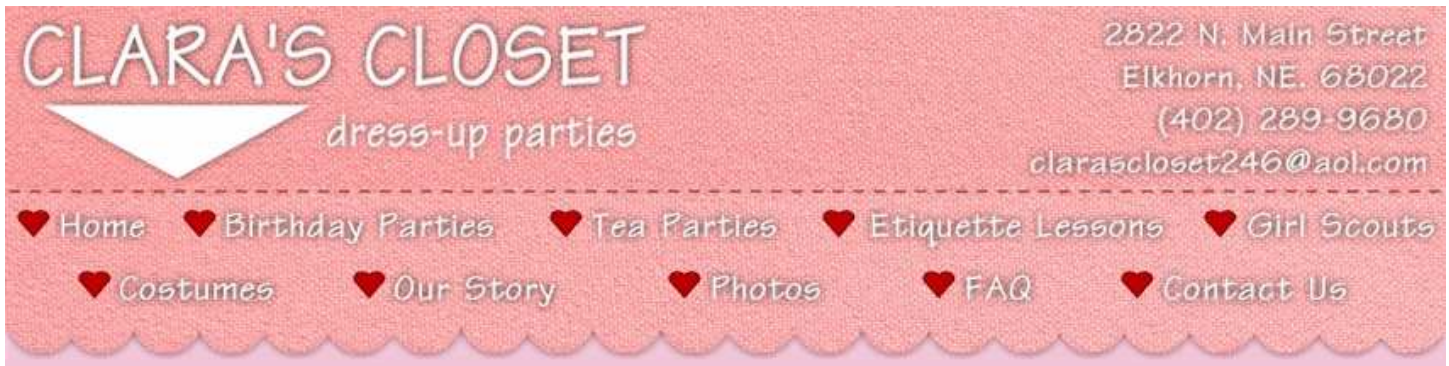 CLARA'S CLOSET
dress-up parties
2822 N. Main Street
Elkhorn, NE. 68022
(402) 289-9680
clarascloset246@aol.com
Home Birthday Parties Tea Parties Etiquette Lessons Girl Scouts
Costumes Our Story Photos FAQ Contact Us